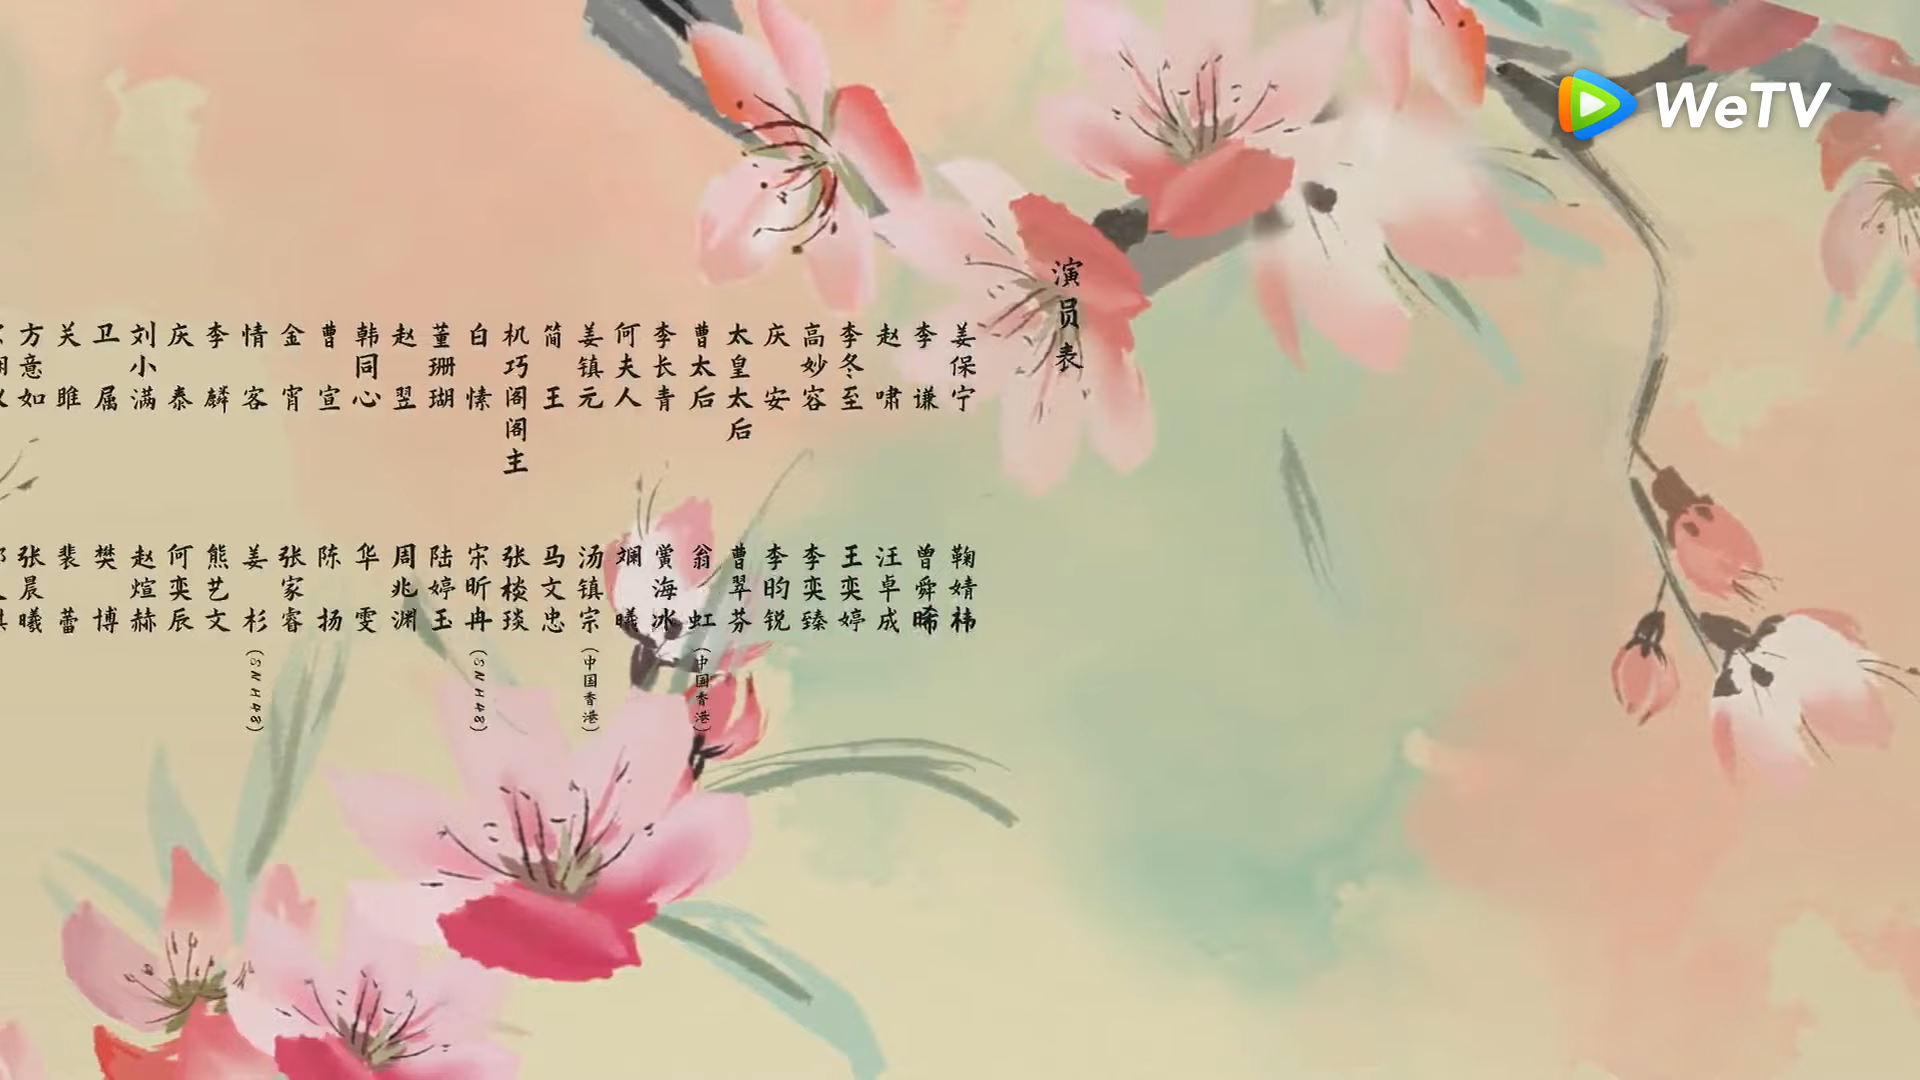 WeTV
演员表
姜保宁
鞠婧祎
李谦
曾舜晞
赵啸
汪卓成
李冬至
王奕婷
高妙容
李奕臻
庆安
李昀锐
太皇太后
曹翠芬
曹太后
翁虹
(中国香港)
李长青
黄海冰
何夫人
斓曦
姜镇元
汤镇宗
(中国香港)
简王
马文忠
机巧阁阁主
张棪琰
白愫
宋昕冉
(SNH48)
董珊瑚
陆婷玉
赵翌
周兆渊
韩同心
华雯
曹宣
陈扬
金宵
张家睿
情客
姜杉
(SNH48)
李麟
熊艺文
庆泰
何奕辰
刘小满
赵煊赫
卫属
樊博
关雎
裴蕾
方意如
张晨曦